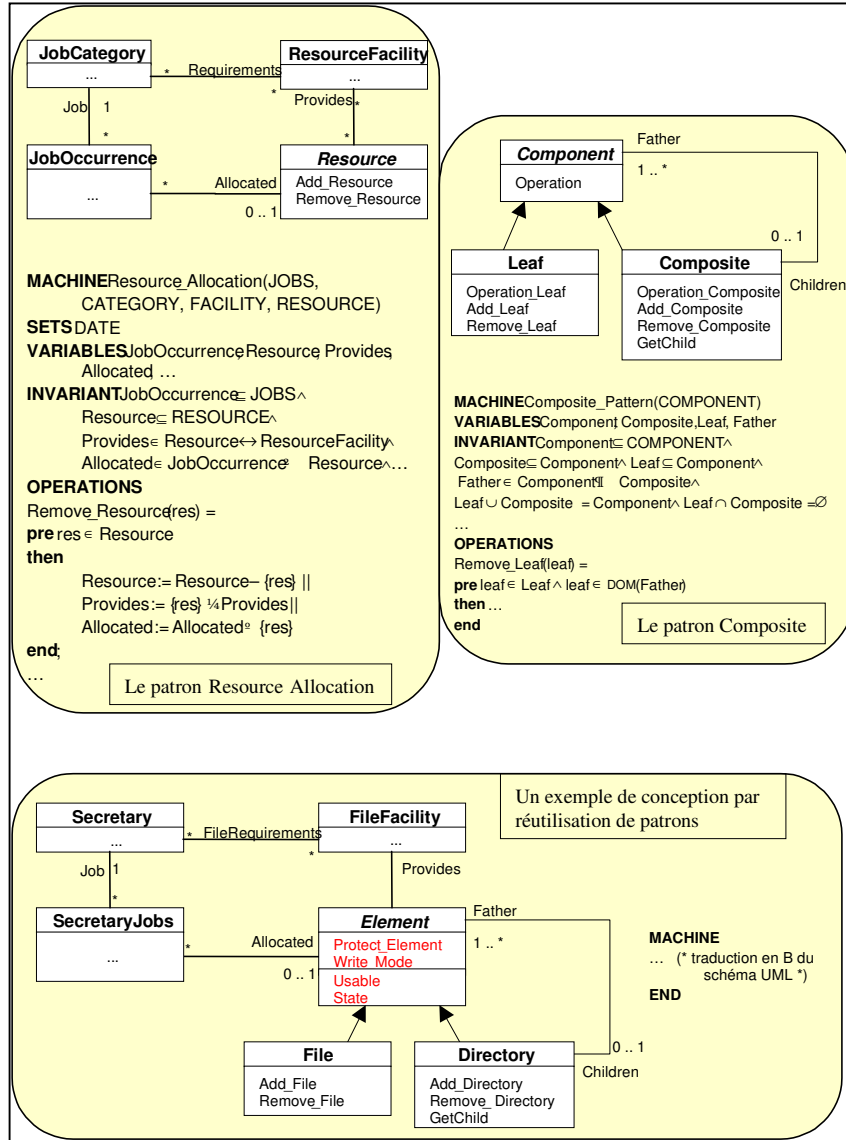 JobCategory
...
ResourceFacility
...
*
Requirements
*
Job 1
*
Provides
*
*
JobOccurrence
...
Resource
Add_Resource
Remove_Resource
*
Allocated
0 .. 1
MACHINE Resource_Allocation(JOBS,
CATEGORY, FACILITY, RESOURCE)
SETS DATE
VARIABLES JobOccurrence, Resource, Provides,
Allocated, …
INVARIANT JobOccurrence ⊆ JOBS ∧
Resource ⊆ RESOURCE ∧
Provides ∈ Resource ↔ ResourceFacility ∧
Allocated ∈ JobOccurrence Resource ∧ …
OPERATIONS
Remove_Resource(res) =
pre res ∈ Resource
then
Resource := Resource – {res} ||
Provides := {res} ¼ Provides ||
Allocated := Allocated º {res}
end;
…
Le patron Resource Allocation
Component
Operation
Father
1 .. *
0 .. 1
Children
Leaf
Operation_Leaf
Add_Leaf
Remove_Leaf
Composite
Operation_Composite
Add_Composite
Remove_Composite
GetChild
MACHINE Composite_Pattern(COMPONENT)
VARIABLES Component, Composite, Leaf, Father
INVARIANT Component ⊆ COMPONENT ∧
Composite ⊆ Component ∧ Leaf ⊆ Component ∧
Father ∈ Component Composite ∧
Leaf ∪ Composite = Component ∧ Leaf ∩ Composite = ∅
…
OPERATIONS
Remove_Leaf(leaf) =
pre leaf ∈ Leaf ∧ leaf ∈ DOM(Father)
then …
end
Le patron Composite
Un exemple de conception par
réutilisation de patrons
Secretary
...
FileFacility
...
*
FileRequirements
*
Job 1
*
Provides
SecretaryJobs
...
*
Allocated
0 .. 1
Element
Protect_Element
Write_Mode
Usable
State
Father
1 .. *
0 .. 1
Children
File
Add_File
Remove_File
Directory
Add_Directory
Remove_Directory
GetChild
MACHINE
… (* traduction en B du
schéma UML *)
END